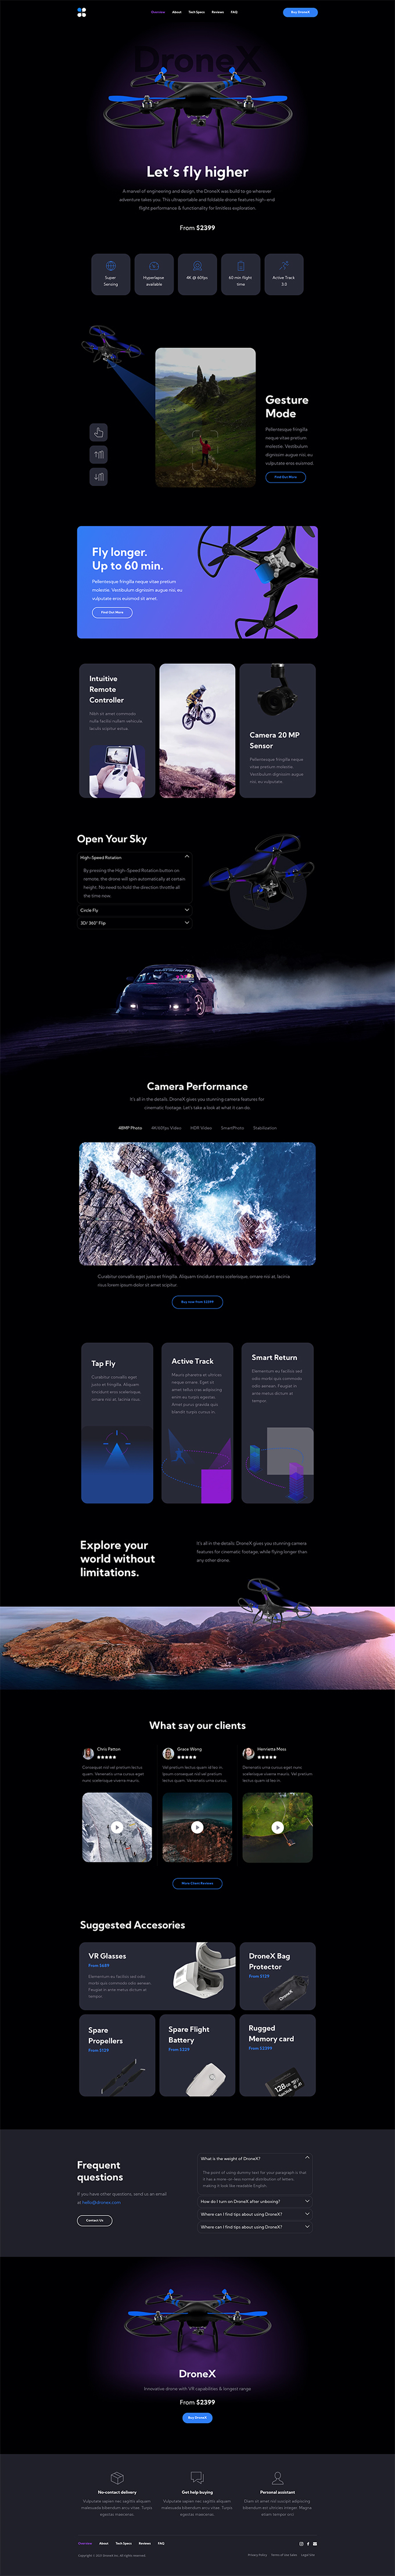 Overview About Tech Specs Reviews FAQ
Buy DroneX
DroneX
Let's fly higher
A marvel of engineering and design, the DroneX was build to go wherever
adventure takes you. This ultraportable and foldable drone features high-end
flight performance & functionality for limitless exploration.
From $2399
Super
Sensing
Hyperlapse
available
4K @ 60fps
60 min flight
time
Active Track
3.0
Gesture
Mode
Pellentesque fringilla
neque vitae pretium
molestie. Vestibulum
dignissim augue nisi, eu
vulputate eros euismod.
Find Out More
Fly longer.
Up to 60 min.
Pellentesque fringilla neque vitae pretium
molestie. Vestibulum dignissim augue nisi, eu
vulputate eros euismod sit amet.
Find Out More
Intuitive
Remote
Controller
Nibh sit amet commodo
nulla facilisi nullam vehicula
iaculis scriptus estus
Camera 20 MP
Sensor
Pellentesque fringilla neque
vitae pretium molestie.
Vestibulum dignissim augue
nisi, eu vulputate.
Open Your Sky
High-Speed Rotation
By pressing the High-Speed Rotation button on
remote, the drone will spin automatically at certain
height. No need to hold the direction throttle all
the time now.
Circle Fly
3D/ 360° Flip
Camera Performance
It's all in the details. DroneX gives you stunning camera features for
cinematic footage. Let's take a look at what it can do.
48MP Photo 4K/60fps Video HDR Video SmartPhoto Stabilization
Curabitur convallis eget justo et fringilla. Aliquam tincidunt eros scelerisque, ornare nisl at, lacinia
risus lorem ipsum dolor sit amet scripitur.
Buy now from $2399
Tap Fly
Curabitur convallis eget
justo et fringilla. Aliquam
tincidunt eros scelerisque,
ornare nisl at, lacinia risus.
Active Track
Mauris pharetra et ultrices
neque ornare. Eget sit
amet tellus cras adipiscing
enim eu turpis egestas.
Amet purus gravida quis
blandit turpis cursus in.
Smart Return
Elementum eu facilisis sed
odio morbi quis commodo
odio aenean. Feugiat in
ante metus dictum at
tempor.
Explore your
world without
limitations.
It's all in the details. DroneX gives you stunning camera
features for cinematic footage, while flying longer than
any other drone.
What say our clients
Chris Patton
Consequat nisl vel pretium lectus
quam. Venenatis urna cursus eget
nunc scelerisque viverra mauris.
Grace Wang
Vel pretium lectus quam id leo in.
Ipsum consequat nisl vel pretium
lectus quam. Venenatis urna cursus.
Henrietta Moss
Venenatis urna cursus eget nunc
scelerisque viverra mauris. Vel pretium
lectus quam id leo in.
More Client Reviews
Suggested Accesories
VR Glasses
From $689
Elementum eu facilisis sed odio
morbi quis commodo odio aenean.
Feugiat in ante metus dictum at
tempor.
DroneX Bag
Protector
From $129
DroneX
Spare
Propellers
From $129
Spare Flight
Battery
From $329
Rugged
Memory card
From $2399
Frequent
questions
If you have other questions, send us an email
at hello@dronex.com
Contact Us
What is the weight of DroneX?
The point of using dummy text for your paragraph is that
it has a more-or-less normal distribution of letters.
making it look like readable English.
How do I turn on DroneX after unboxing?
Where can I find tips about using DroneX?
Where can I find tips about using DroneX?
DroneX
Innovative drone with VR capabilities & longest range
From $2399
Buy DroneX
No-contact delivery
Vulputate sapien nec sagittis aliquam
malesuada bibendum arcu vitae. Turpis
egestas maecenas.
Get help buying
Vulputate sapien nec sagittis aliquam
malesuada bibendum arcu vitae. Turpis
egestas maecenas.
Personal assistant
Diam sit amet nisl suscipit adipiscing
bibendum est ultricies integer. Magna
etiam tempor orci
Overview About Tech Specs Reviews FAQ
Copyright © 2021 DroneX Inc. All rights reserved.
Privacy Policy Terms of Use Sales Legal Site